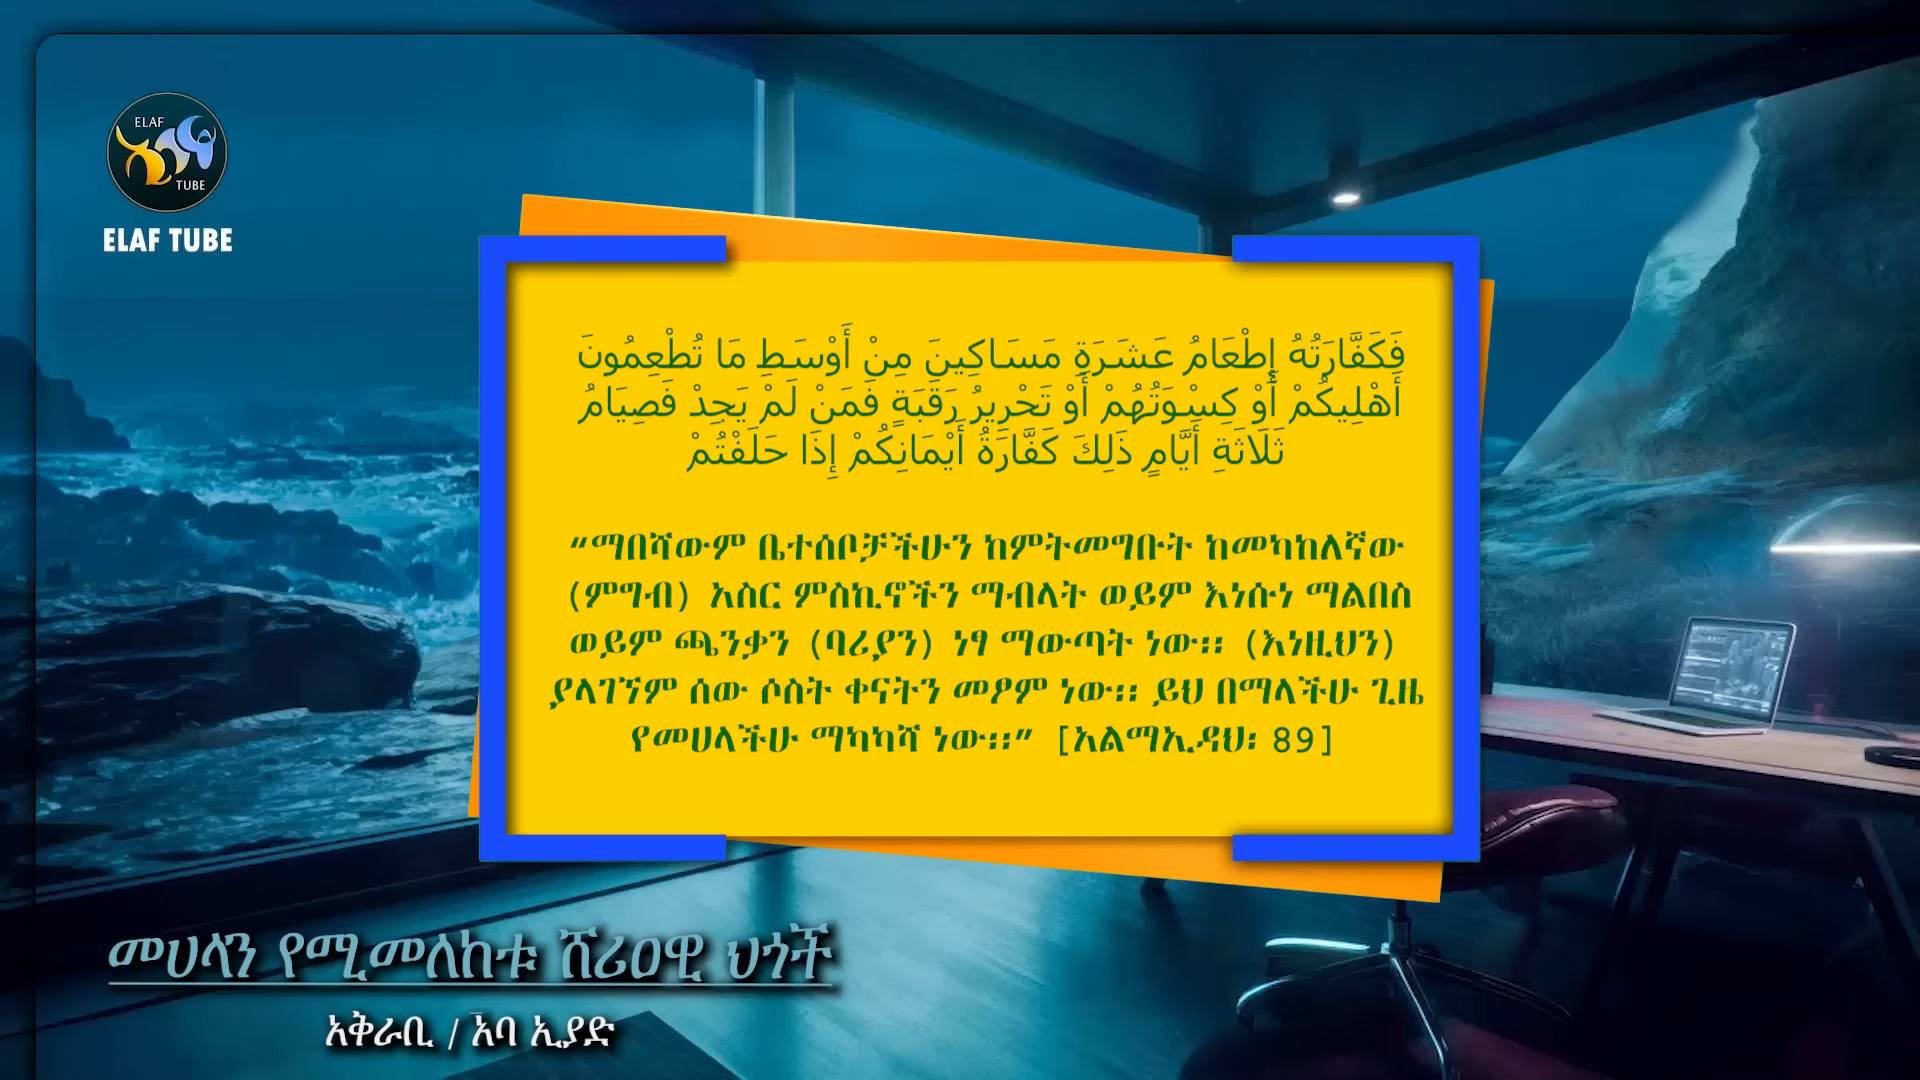 ELAF
TUBE
ELAF TUBE
فَكَفَّارَتُهُ إِطْعَامُ عَشَرَةِ مَسَاكِينَ مِنْ أَوْسَطِ مَا تُطْعِمُونَ
أَهْلِيكُمْ أَوْ كِسْوَتُهُمْ أَوْ تَحْرِيرُ رَقَبَةٍ فَمَنْ لَمْ يَجِدْ فَصِيَامُ
ثَلَاثَةِ أَيَّامٍ ذَلِكَ كَفَّارَةُ أَيْمَانِكُمْ إِذَا حَلَفْتُمْ
“ማበሻውም ቤተሰቦቻችሁን ከምትመግቡት ከመካከለኛው
(ምግብ) አስር ምስኪኖችን ማብላት ወይም እነሱነ ማልበስ
ወይም ጫንቃን (ባሪያን) ነፃ ማውጣት ነው፡፡ (እነዚህን)
ያላገኘም ሰው ሶስት ቀናትን መፆም ነው፡፡ ይህ በማላችሁ ጊዜ
የመሀላችሁ ማካካሻ ነው፡፡” [አልማኢዳህ፡ 89]
መሀላን የሚመለከቱ ሸሪዐዊ ህጎች
አቅራቢ / አባ ኢያድ